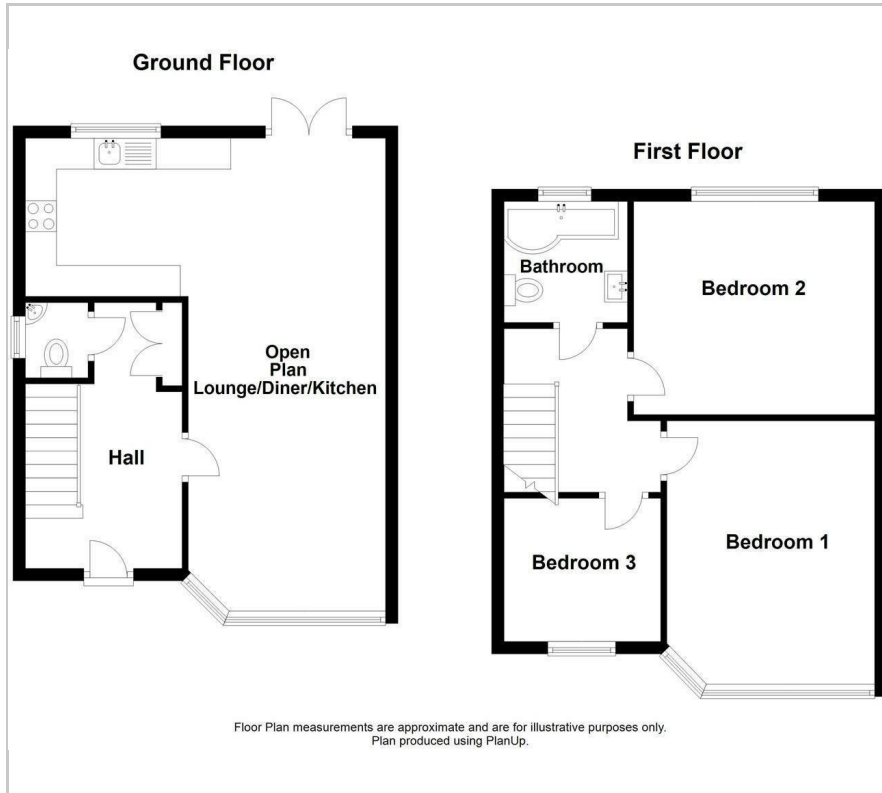 Ground Floor
Open
Plan
Lounge/Diner/Kitchen
Hall
First Floor
Bathroom
Bedroom 2
Bedroom 1
Bedroom 3
Floor Plan measurements are approximate and are for illustrative purposes only.
Plan produced using PlanUp.